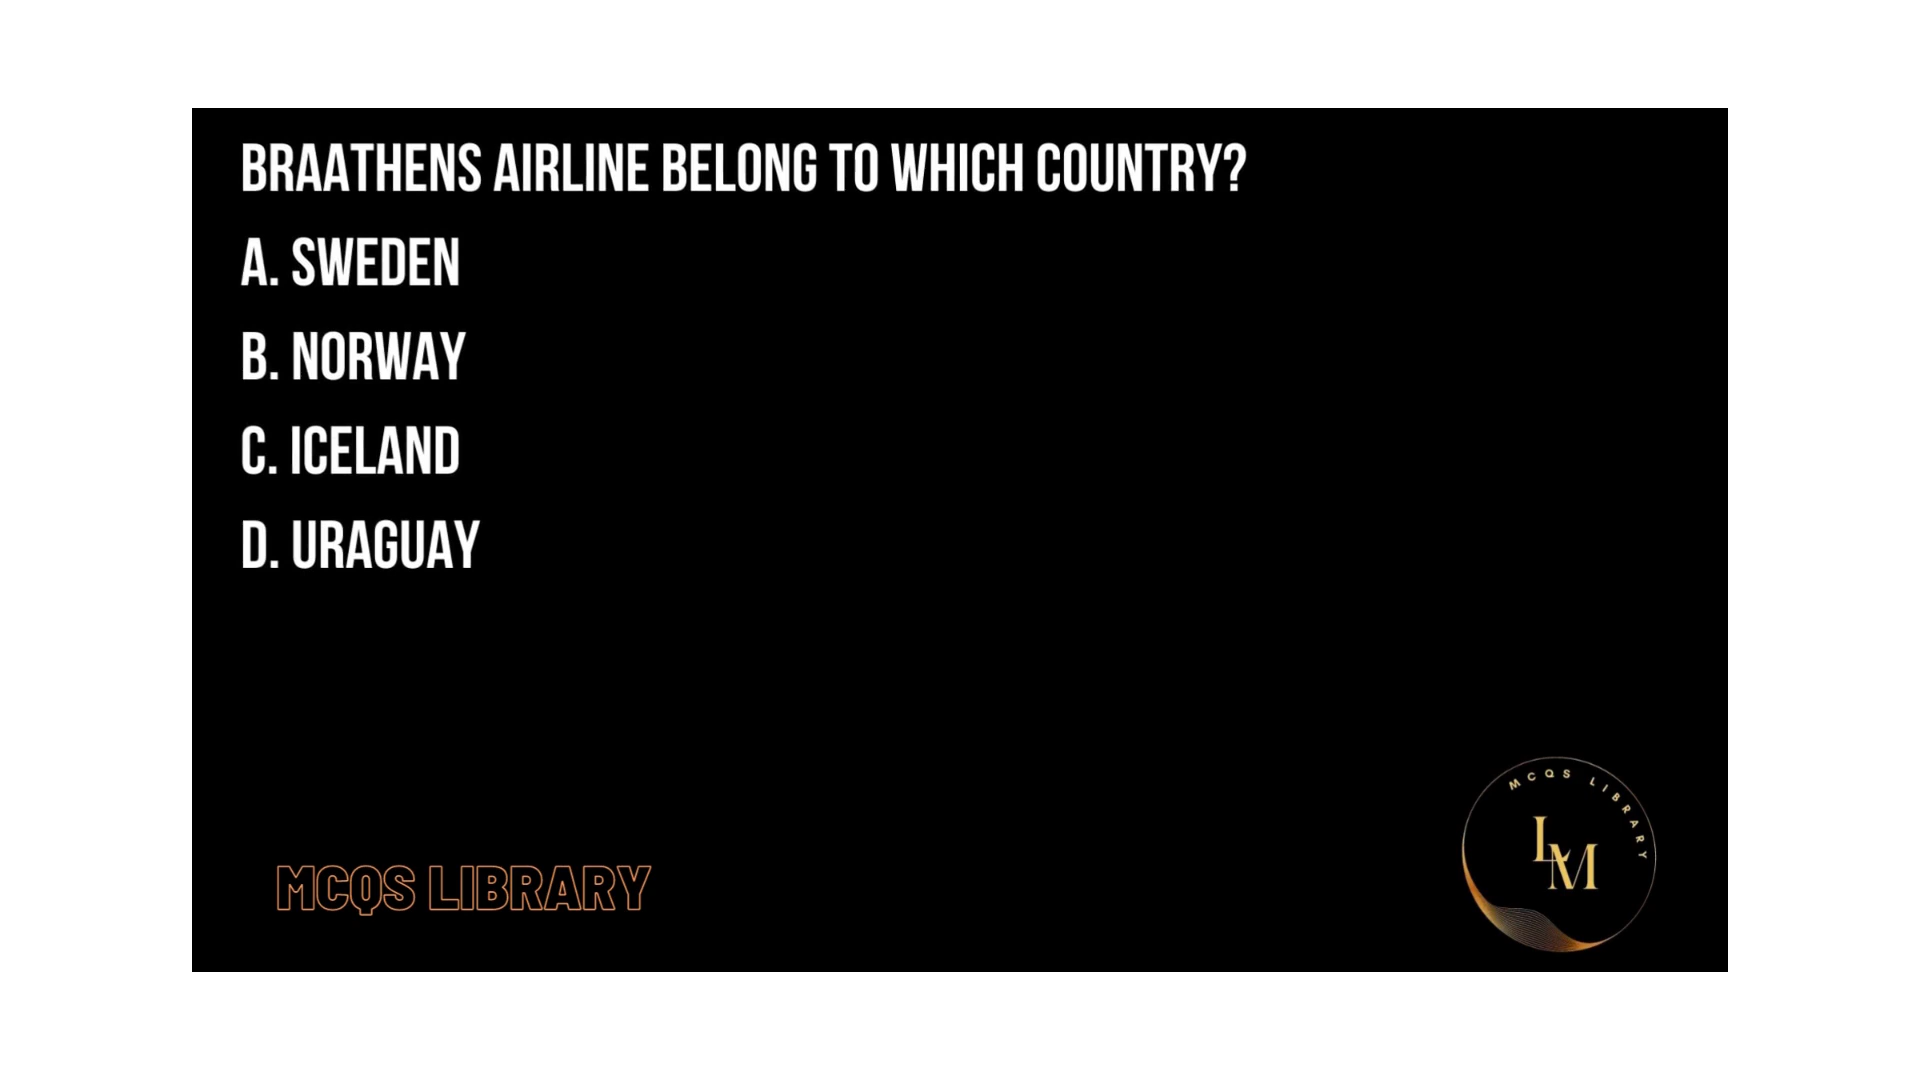 BRAATHENS AIRLINE BELONG TO WHICH COUNTRY?
A. SWEDEN
B. NORWAY
C. ICELAND
D. URAGUAY
MCQS LIBRARY
MCQS LIBRARY
LM